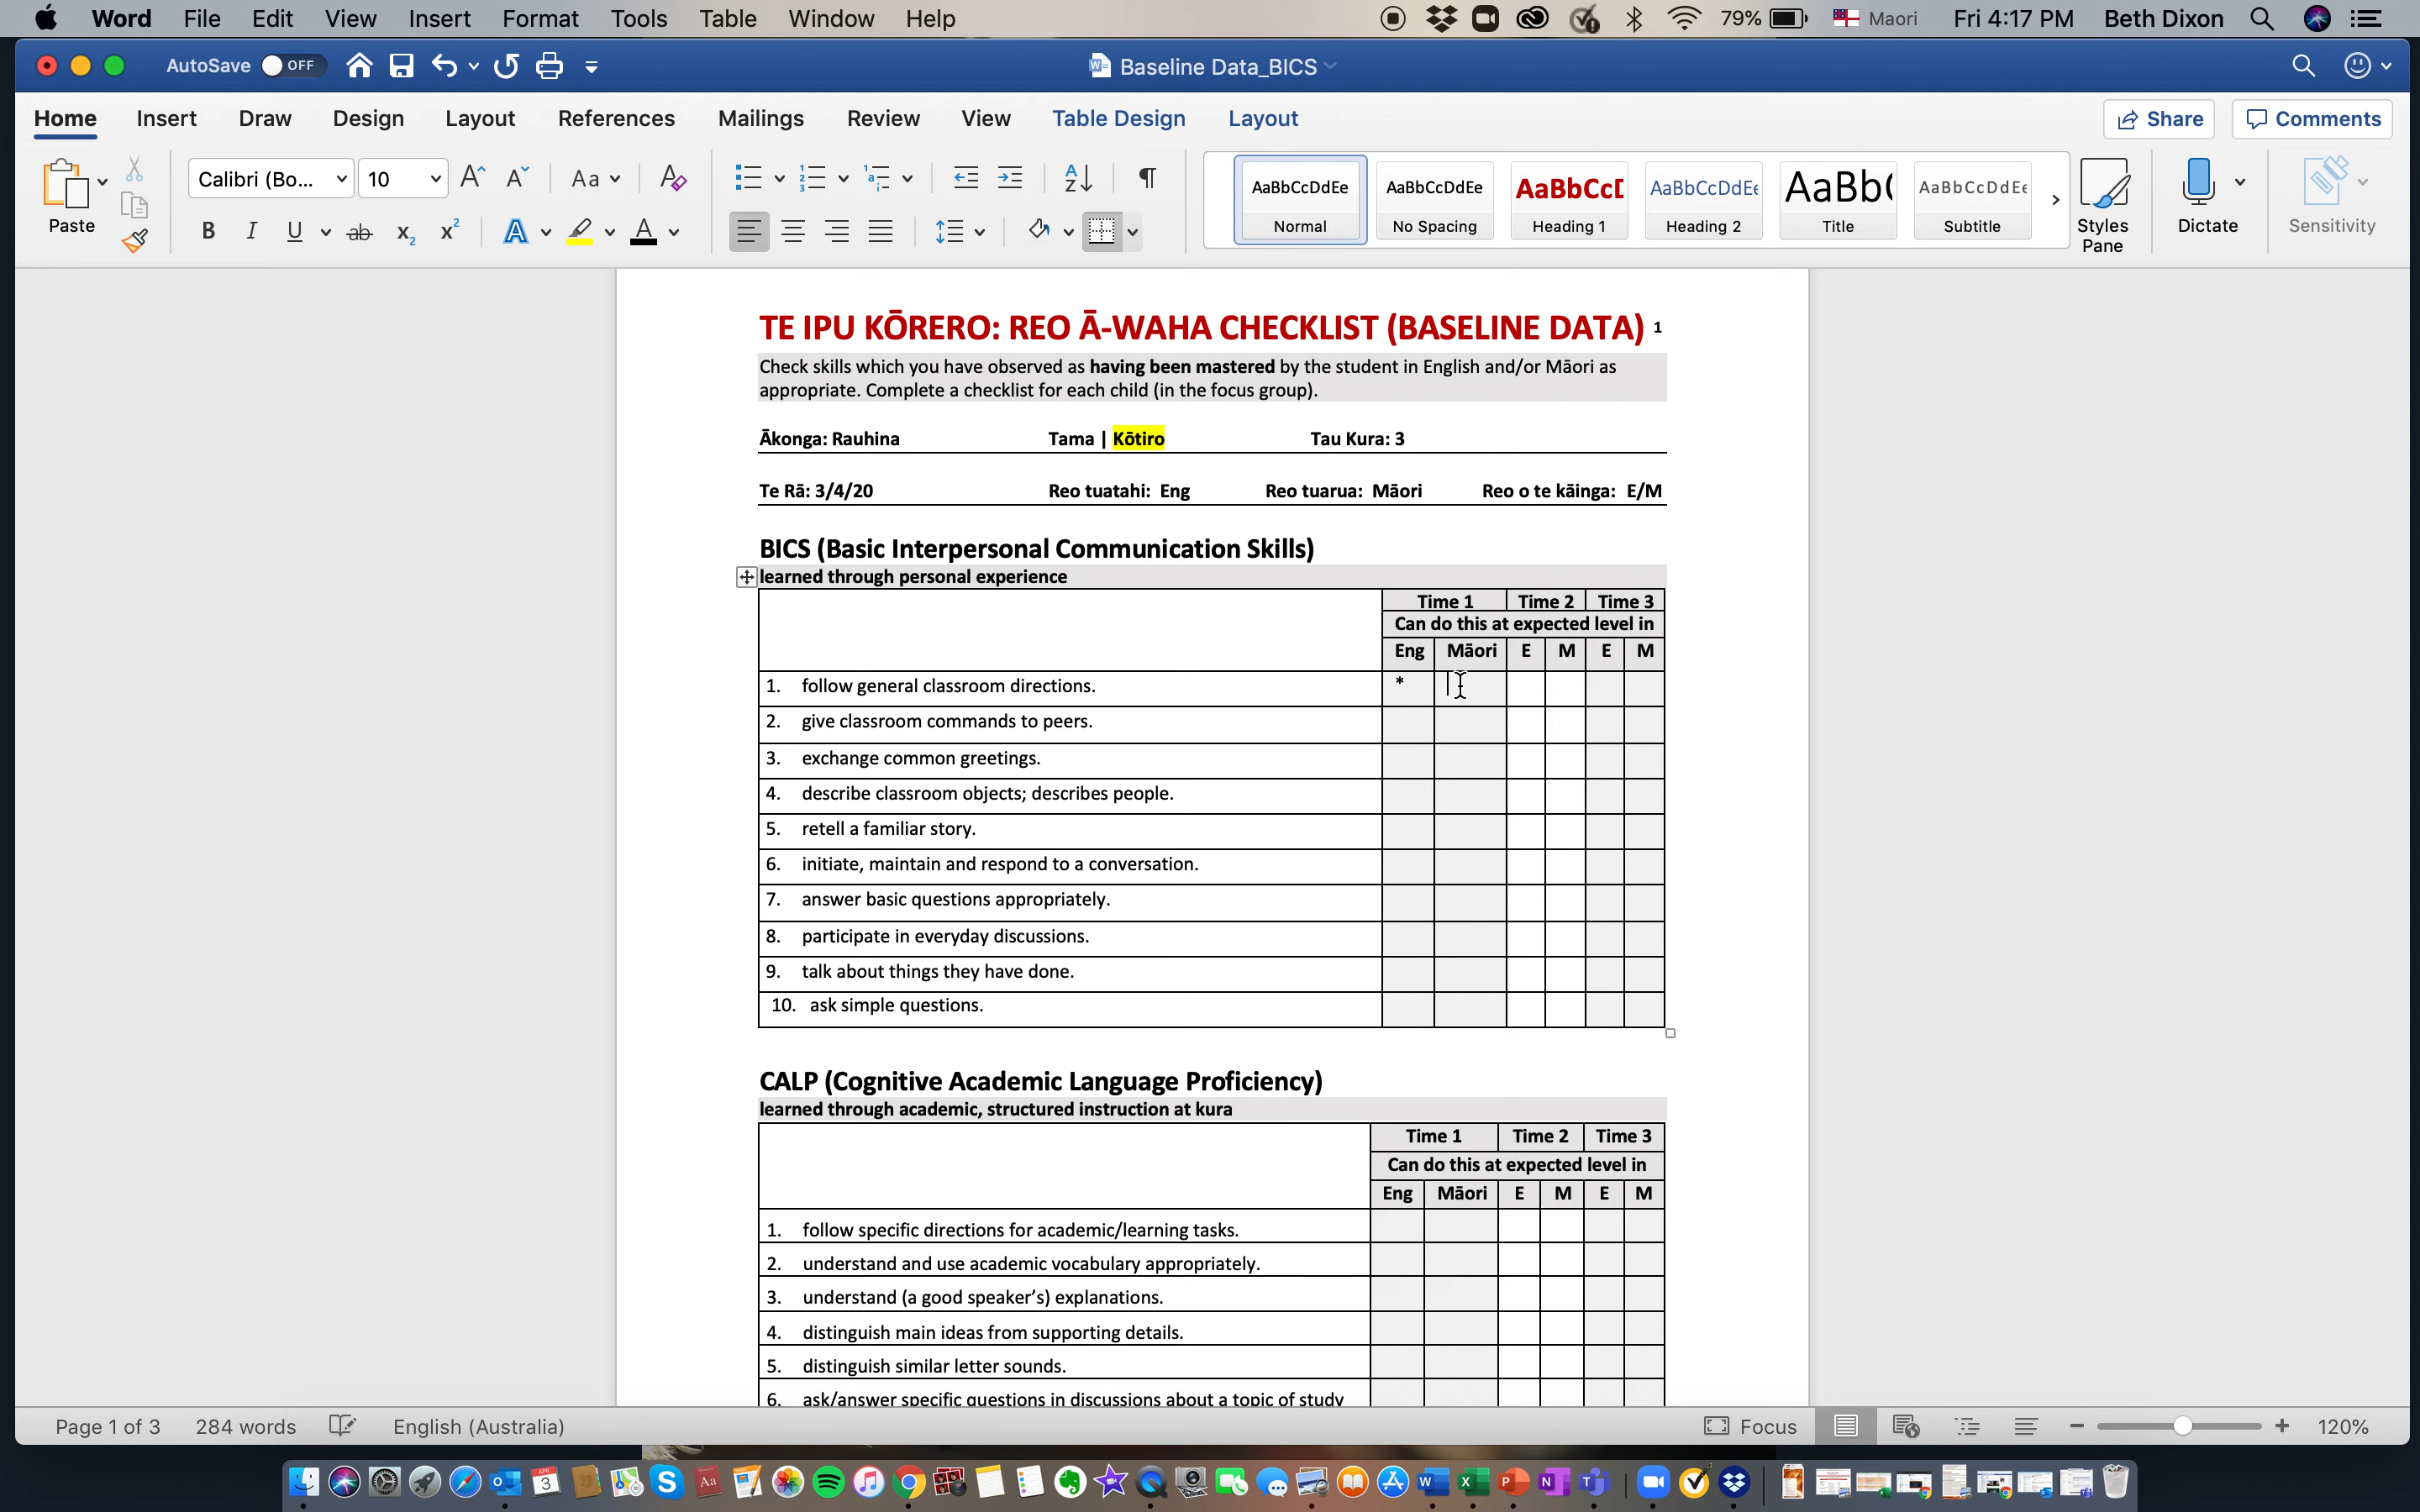 Word File Edit View Insert Format Tools Table Window Help 79% Maori Fri 4:17 PM Beth Dixon
AutoSave OFF Baseline Data_BICS
Home Insert Draw Design Layout References Mailings Review View Table Design Layout Share Comments
Calibri (Bo... 10
Paste
AaBbCcDdEe AaBbCcDdEe AaBbCcD AaBbCcDdEe AaBb( AaBbCcDdEe
Normal No Spacing Heading 1 Heading 2 Title Subtitle
Styles Pane
Dictate
Sensitivity
TE IPU KŌRERO: REO Ā-WAHA CHECKLIST (BASELINE DATA) 1
Check skills which you have observed as having been mastered by the student in English and/or Māori as
appropriate. Complete a checklist for each child (in the focus group).
Ākonga: Rauhina Tama | Kōtiro Tau Kura: 3
Te Rā: 3/4/20 Reo tuatahi: Eng Reo tuarua: Māori Reo o te kāinga: E/M
BICS (Basic Interpersonal Communication Skills)
learned through personal experience
Time 1 Time 2 Time 3
Can do this at expected level in
Eng Māori E M E M
1. follow general classroom directions. *
2. give classroom commands to peers.
3. exchange common greetings.
4. describe classroom objects; describes people.
5. retell a familiar story.
6. initiate, maintain and respond to a conversation.
7. answer basic questions appropriately.
8. participate in everyday discussions.
9. talk about things they have done.
10. ask simple questions.
CALP (Cognitive Academic Language Proficiency)
learned through academic, structured instruction at kura
Time 1 Time 2 Time 3
Can do this at expected level in
Eng Māori E M E M
1. follow specific directions for academic/learning tasks.
2. understand and use academic vocabulary appropriately.
3. understand (a good speaker's) explanations.
4. distinguish main ideas from supporting details.
5. distinguish similar letter sounds.
6. ask/answer specific questions in discussions about a topic of study
Page 1 of 3 284 words English (Australia) Focus 120%